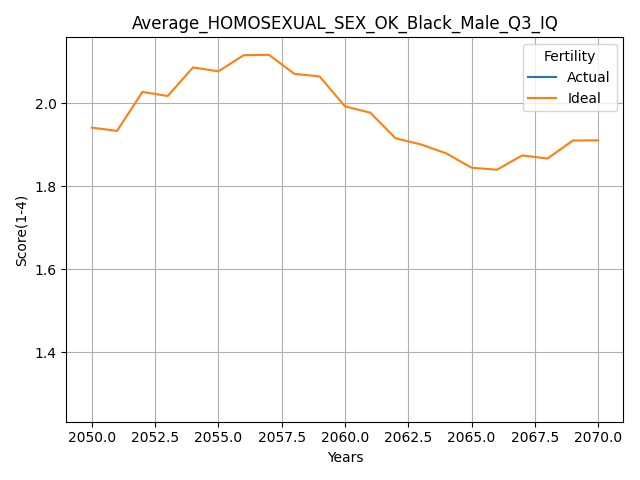 Average_HOMOSEXUAL_SEX_OK_Black_Male_Q3_IQ
Fertility
Actual
Ideal
Score(1-4)
2.0
1.8
1.6
1.4
2050.0 2052.5 2055.0 2057.5 2060.0 2062.5 2065.0 2067.5 2070.0
Years